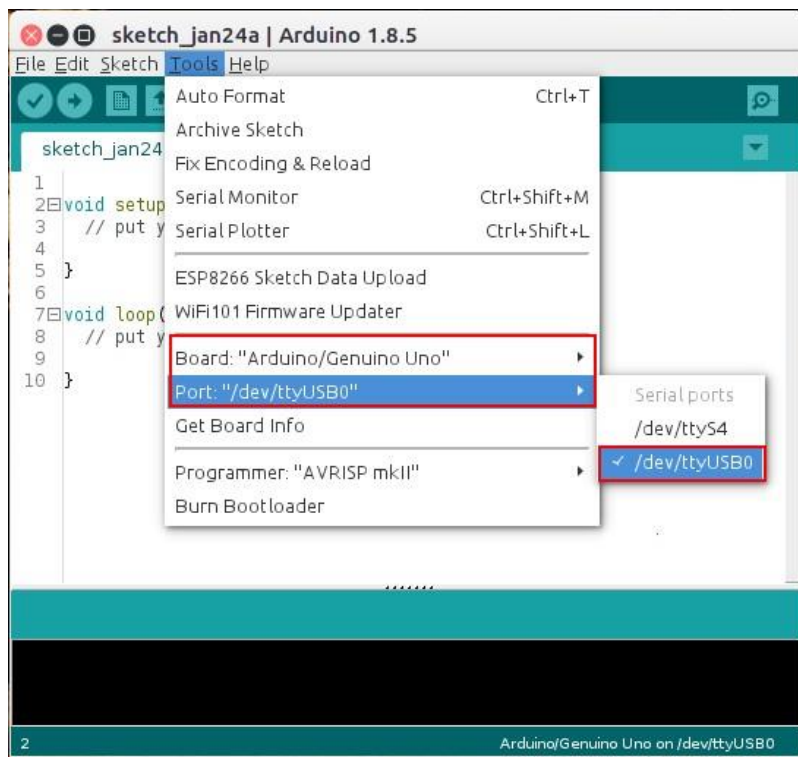 sketch_jan24a | Arduino 1.8.5
File Edit Sketch Tools Help
Auto Format Ctrl+T
Archive Sketch
sketch_jan24
Fix Encoding & Reload
Serial Monitor Ctrl+Shift+M
Serial Plotter Ctrl+Shift+L
ESP8266 Sketch Data Upload
WiFi101 Firmware Updater
Board: "Arduino/Genuino Uno"
Port: "/dev/ttyUSB0"
Get Board Info
Programmer: "AVRISP mkII"
Burn Bootloader
Serial ports
/dev/ttyS4
✓ /dev/ttyUSB0
1
2 void setup
3 // put y
4
5 }
6
7 void loop(
8 // put y
9
10 }
2 Arduino/Genuino Uno on /dev/ttyUSB0